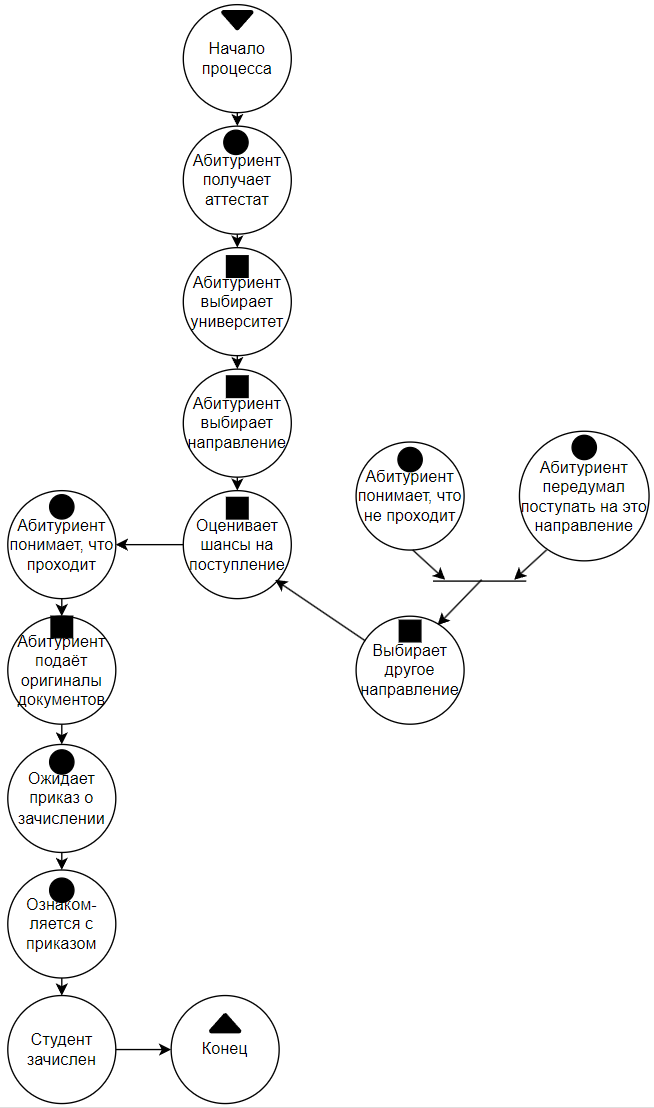 Начало
процесса
Абитуриент
получает
аттестат
Абитуриент
выбирает
университет
Абитуриент
выбирает
направление
Оценивает
шансы на
поступление
Абитуриент
понимает, что
не проходит
Абитуриент
передумал
поступать на это
направление
Выбирает
другое
направление
Абитуриент
понимает, что
проходит
Абитуриент
подаёт
оригиналы
документов
Ожидает
приказ о
зачислении
Ознаком-
ляется с
приказом
Студент
зачислен
Конец